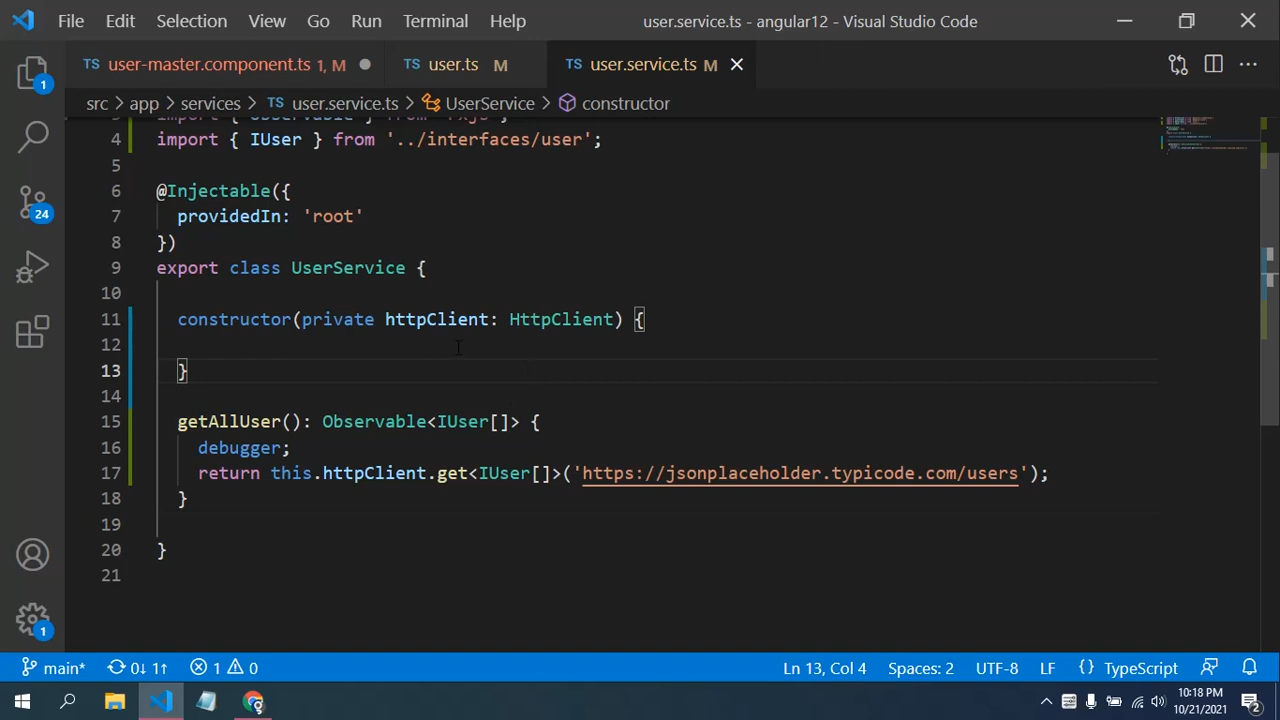 File Edit Selection View Go Run Terminal Help user.service.ts - angular12 - Visual Studio Code
TS user-master.component.ts 1, M TS user.ts M TS user.service.ts M
src app services TS user.service.ts UserService constructor
4 import { IUser } from '../interfaces/user';
5
6 @Injectable({
7 providedIn: 'root'
8 })
9 export class UserService {
10
11 constructor(private httpClient: HttpClient) {
12
13 }
14
15 getAllUser(): Observable<IUser[]> {
16 debugger;
17 return this.httpClient.get<IUser[]>('https://jsonplaceholder.typicode.com/users');
18 }
19
20 }
21
1
24
1
main* 0↓ 1↑ 1 0 Ln 13, Col 4 Spaces: 2 UTF-8 LF {} TypeScript
10:18 PM
10/21/2021
2